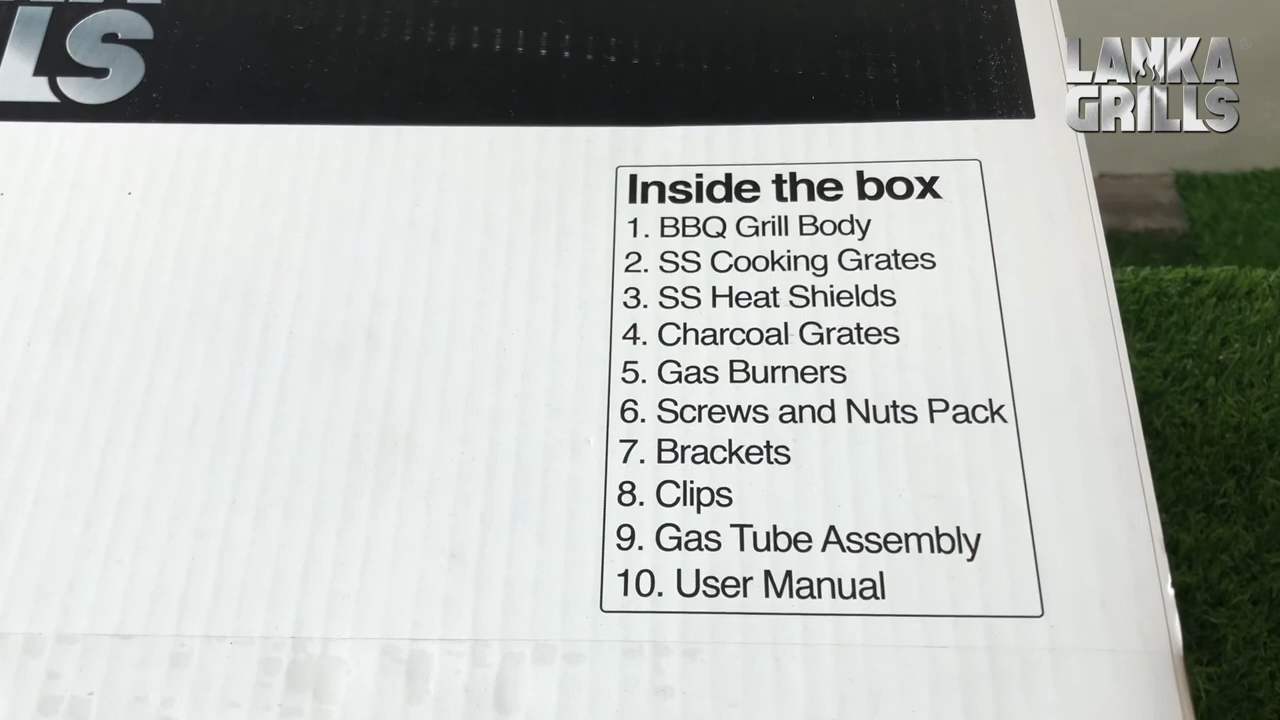 LS
LANKA
GRILLS
Inside the box
1. BBQ Grill Body
2. SS Cooking Grates
3. SS Heat Shields
4. Charcoal Grates
5. Gas Burners
6. Screws and Nuts Pack
7. Brackets
8. Clips
9. Gas Tube Assembly
10. User Manual